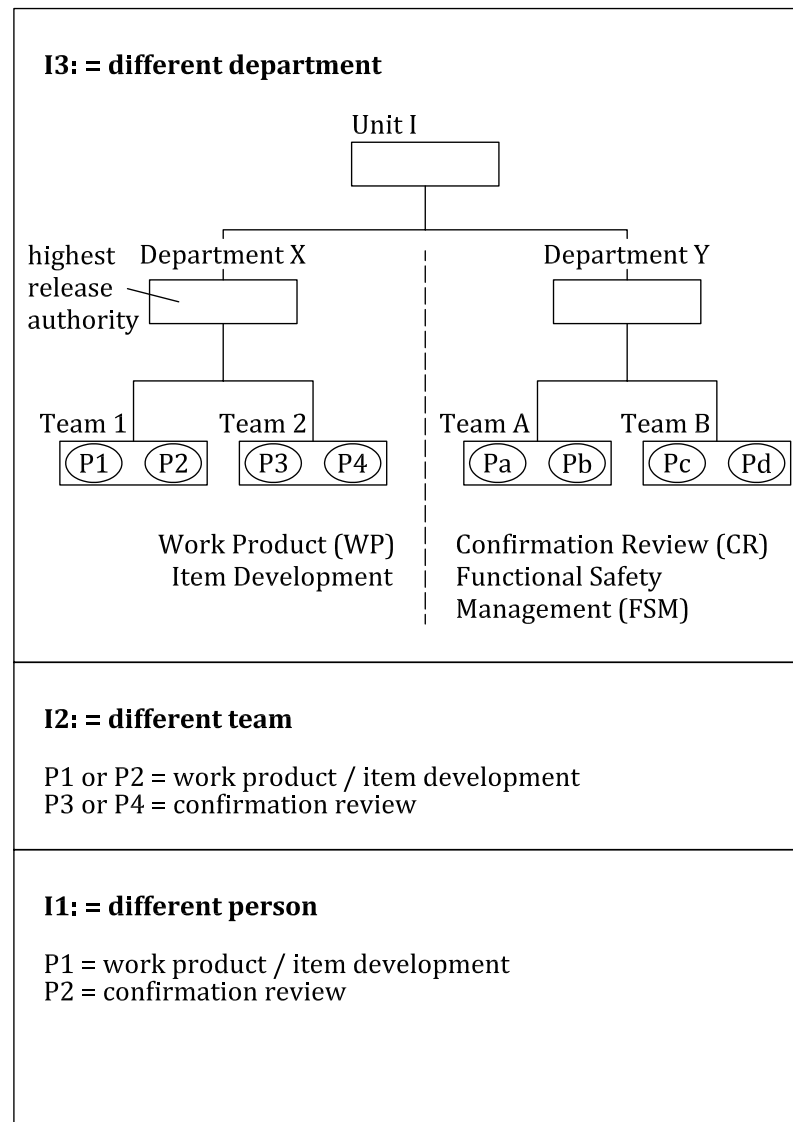 I3: = different department
Unit I
highest
release
authority
Department X
Department Y
Team 1
Team 2
Team A
Team B
P1
P2
P3
P4
Pa
Pb
Pc
Pd
Work Product (WP)
Item Development
Confirmation Review (CR)
Functional Safety
Management (FSM)
I2: = different team
P1 or P2 = work product / item development
P3 or P4 = confirmation review
I1: = different person
P1 = work product / item development
P2 = confirmation review